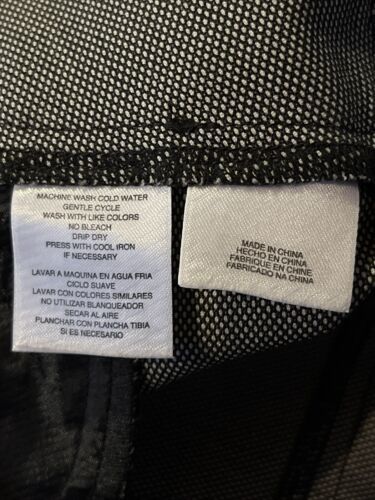 MACHINE WASH COLD WATER
GENTLE CYCLE
WASH WITH LIKE COLORS
NO BLEACH
DRIP DRY
PRESS WITH COOL IRON
IF NECESSARY
LAVAR A MAQUINA EN AGUA FRIA
CICLO SUAVE
LAVAR CON COLORES SIMILARES
NO UTILIZAR BLANQUEADOR
SECAR AL AIRE
PLANCHAR CON PLANCHA TIBIA
SI ES NECESARIO
MADE IN CHINA
HECHO EN CHINA
FABRIQUE EN CHINE
FABRICADO NA CHINA